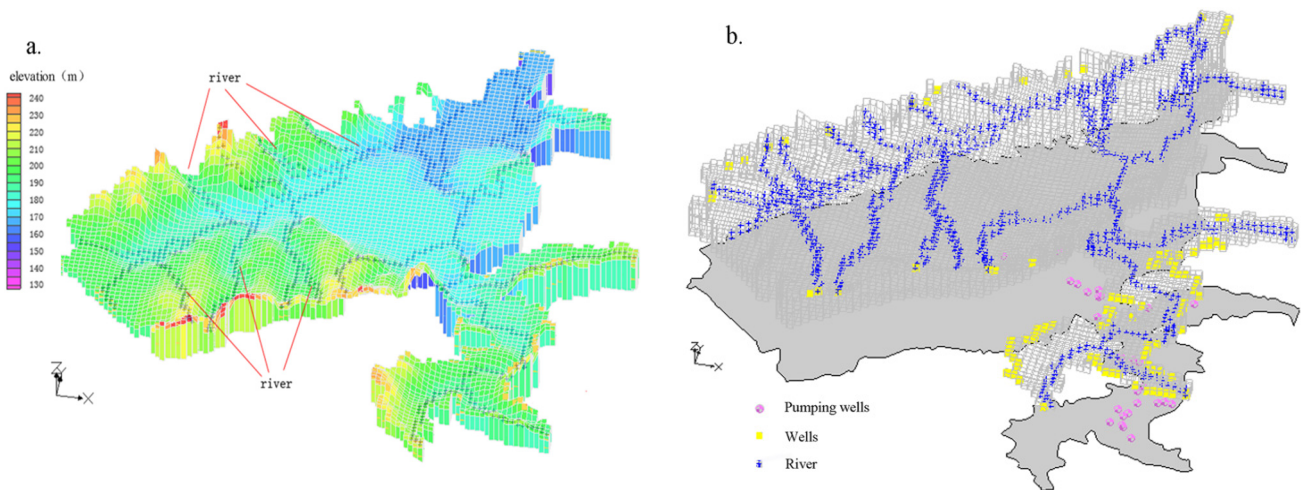 a.
elevation（m）
240
230
220
210
200
190
180
170
160
150
140
130
river
river
Z
Y
X
b.
Z
Y
X
Pumping wells
Wells
River